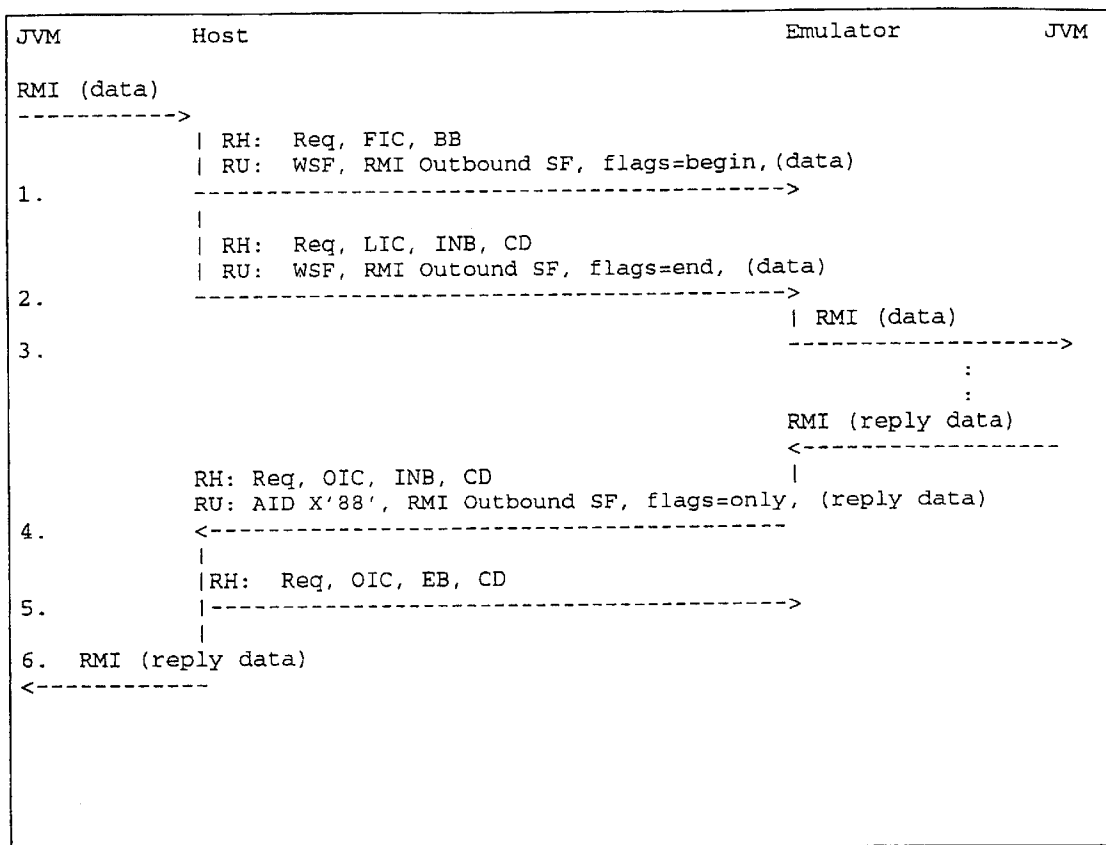 JVM Host Emulator JVM
RMI (data)
----------->
| RH: Req, FIC, BB
| RU: WSF, RMI Outbound SF, flags=begin,(data)
1. ------------------------------------------>
|
| RH: Req, LIC, INB, CD
| RU: WSF, RMI Outound SF, flags=end, (data)
2. ------------------------------------------>
| RMI (data)
3. ------------------->
:
:
RMI (reply data)
<-------------------
RH: Req, OIC, INB, CD |
RU: AID X'88', RMI Outbound SF, flags=only, (reply data)
4. <------------------------------------------
|
|RH: Req, OIC, EB, CD
5. |----------------------------------------->
|
6. RMI (reply data)
<-------------